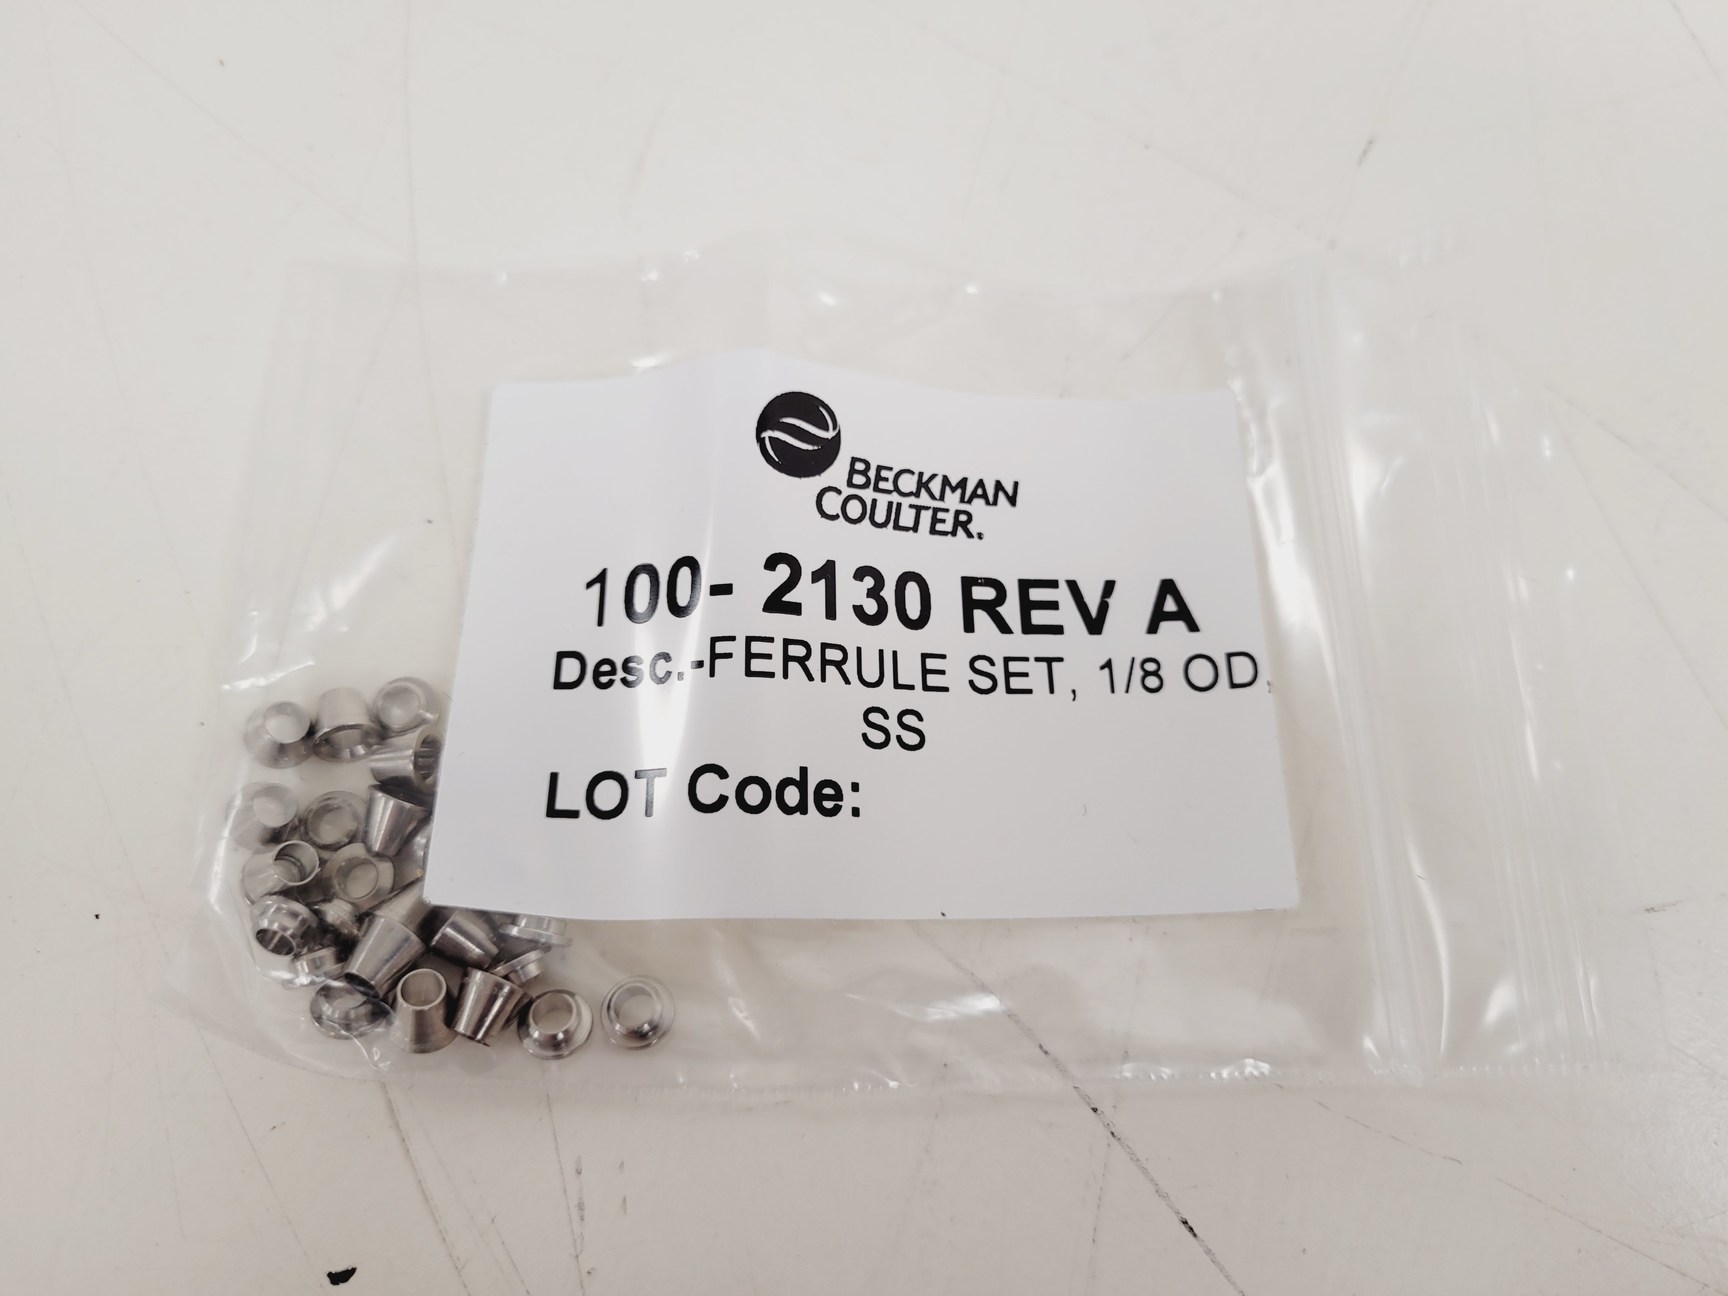 BECKMAN
COULTER.
100- 2130 REV A
Desc.-FERRULE SET, 1/8 OD,
SS
LOT Code: